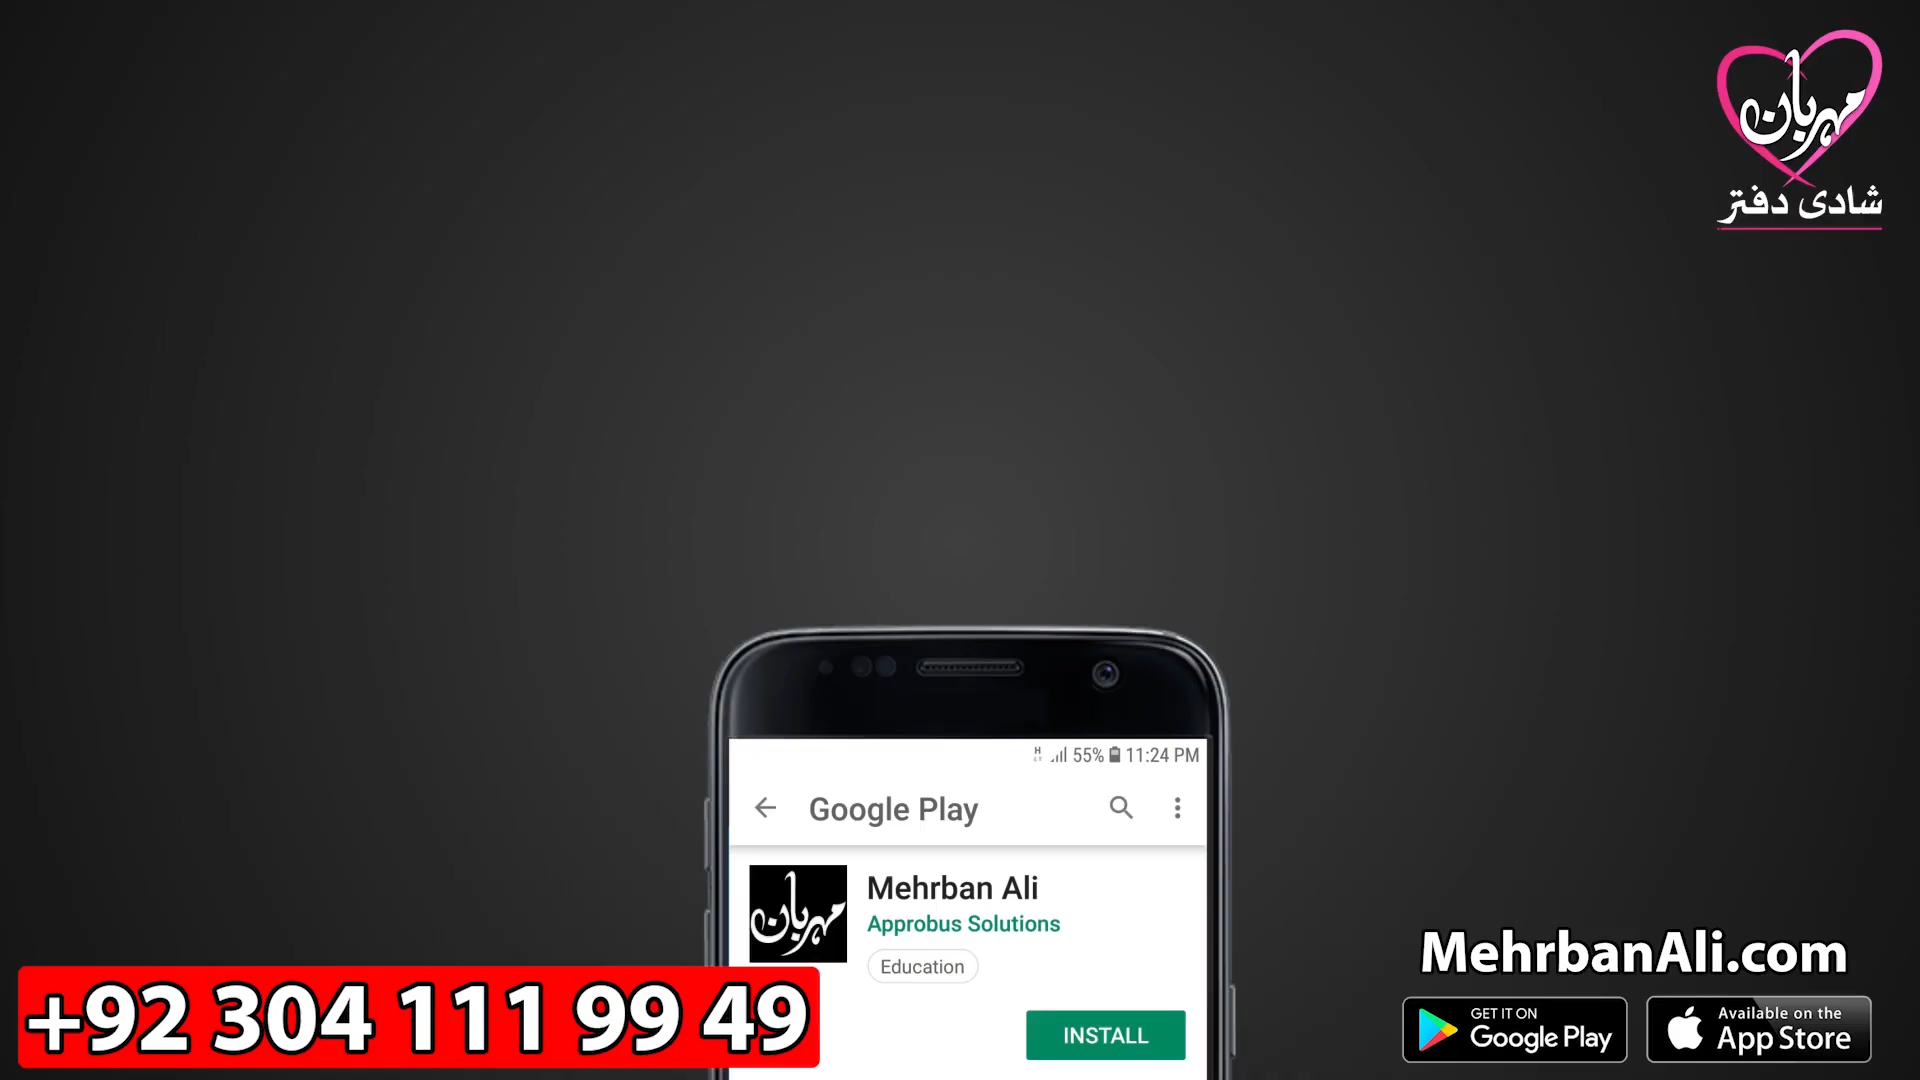 مہربان
شادی دفتر
H 55% 11:24 PM
Google Play
مہربان
Mehrban Ali
Approbus Solutions
Education
INSTALL
+92 304 111 99 49
MehrbanAli.com
GET IT ON
Google Play
Available on the
App Store